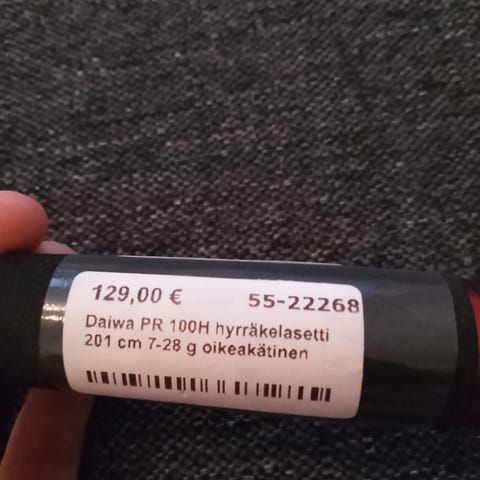 129,00 € 55-22268
Daiwa PR 100H hyrräkelasetti
201 cm 7-28 g oikeakätinen